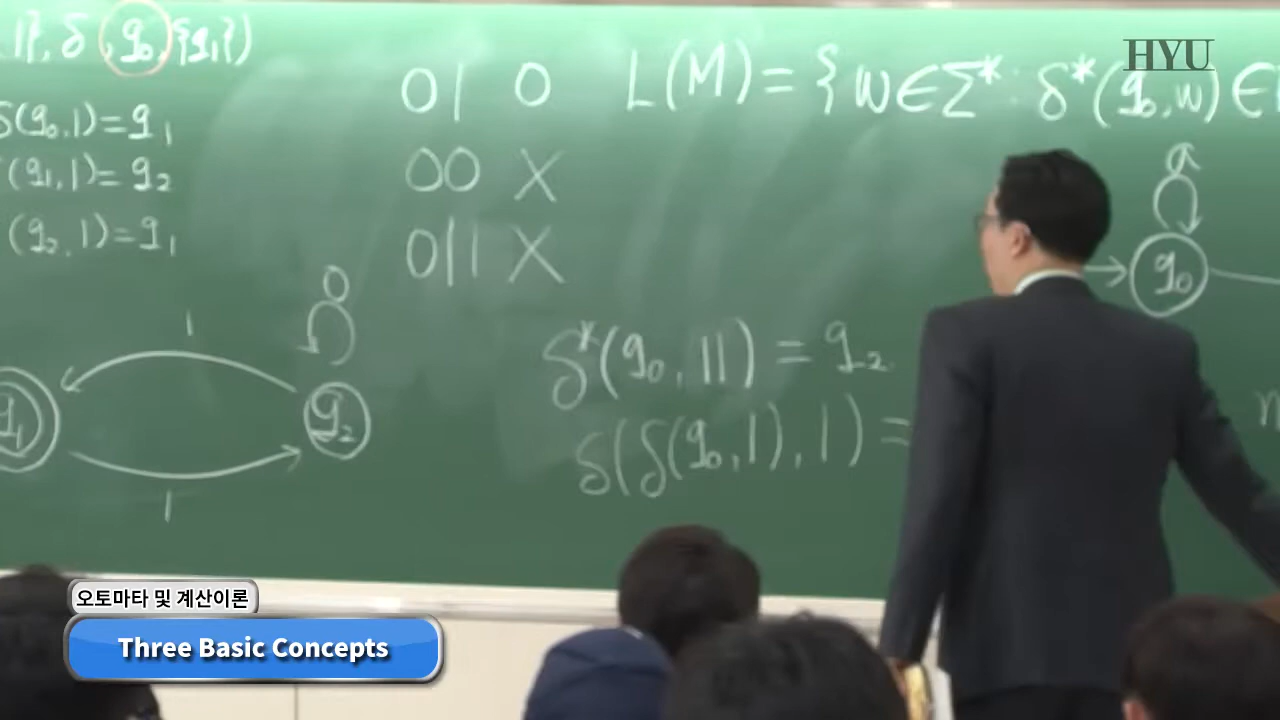 1}, δ, q₀, {q₁})
HYU
01 O
L(M) = {w∈Σ*: δ*(q₀,w) ∈
δ(q₀,1)=q₁
(q₁,1)=q₂
00 X
a
(q₂,1)=q₁
011 X
q₀
0
1
δ*(q₀,11) = q₂
q₁
q₂
δ(δ(q₀,1),1) =
1
오토마타 및 계산이론
Three Basic Concepts